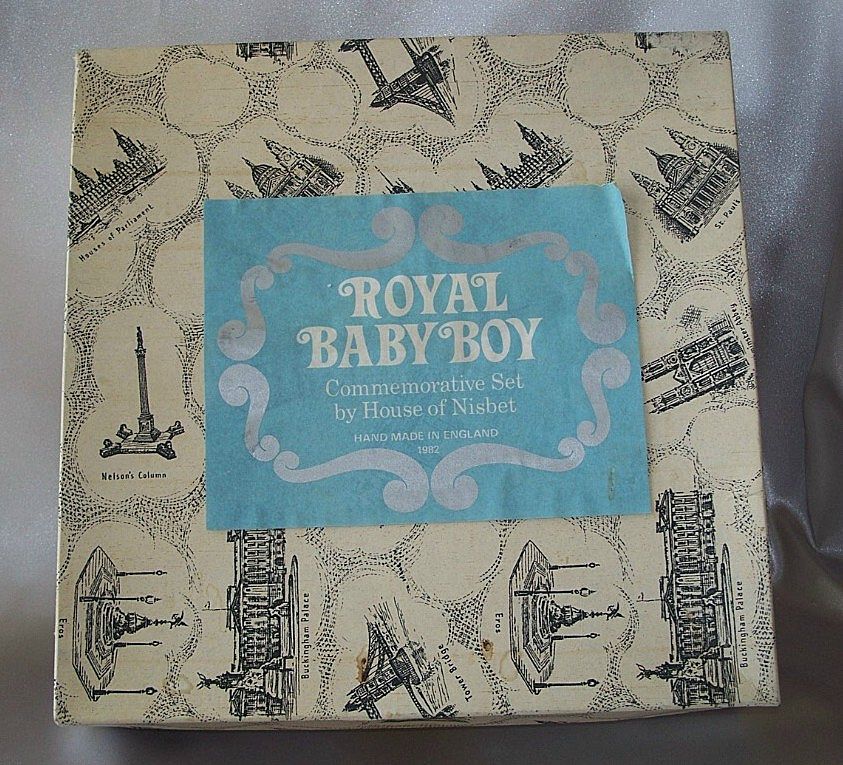 Houses of Parliament
St. Pauls
ROYAL
BABY BOY
Commemorative Set
by House of Nisbet
HAND MADE IN ENGLAND
1982
Nelson's Column
Eros
Buckingham Palace
Tower Bridge
Eros
Buckingham Palace